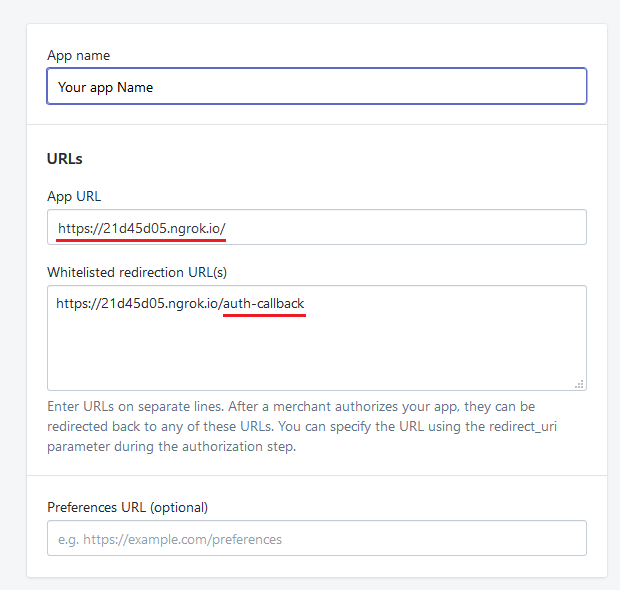 App name
Your app Name
URLs
App URL
https://21d45d05.ngrok.io/
Whitelisted redirection URL(s)
https://21d45d05.ngrok.io/auth-callback
Enter URLs on separate lines. After a merchant authorizes your app, they can be
redirected back to any of these URLs. You can specify the URL using the redirect_uri
parameter during the authorization step.
Preferences URL (optional)
e.g. https://example.com/preferences